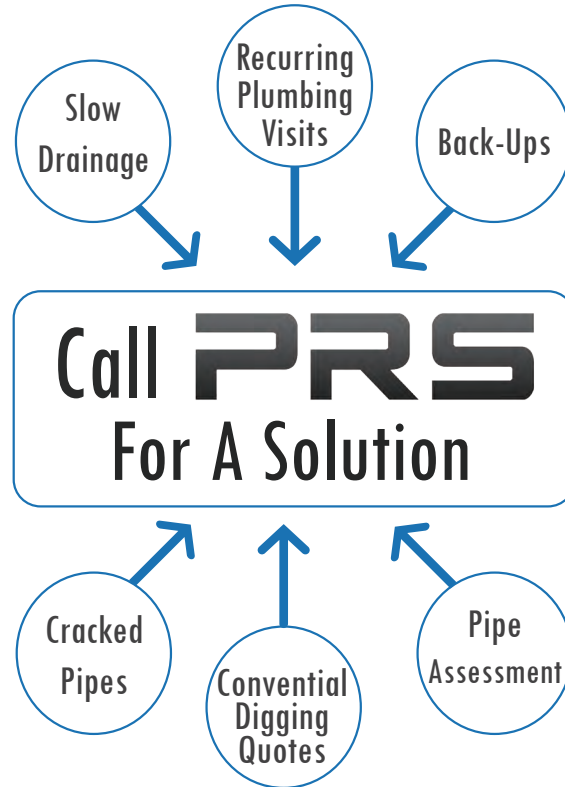 Slow
Drainage
Recurring
Plumbing
Visits
Back-Ups
Call PRS
For A Solution
Cracked
Pipes
Convential
Digging
Quotes
Pipe
Assessment